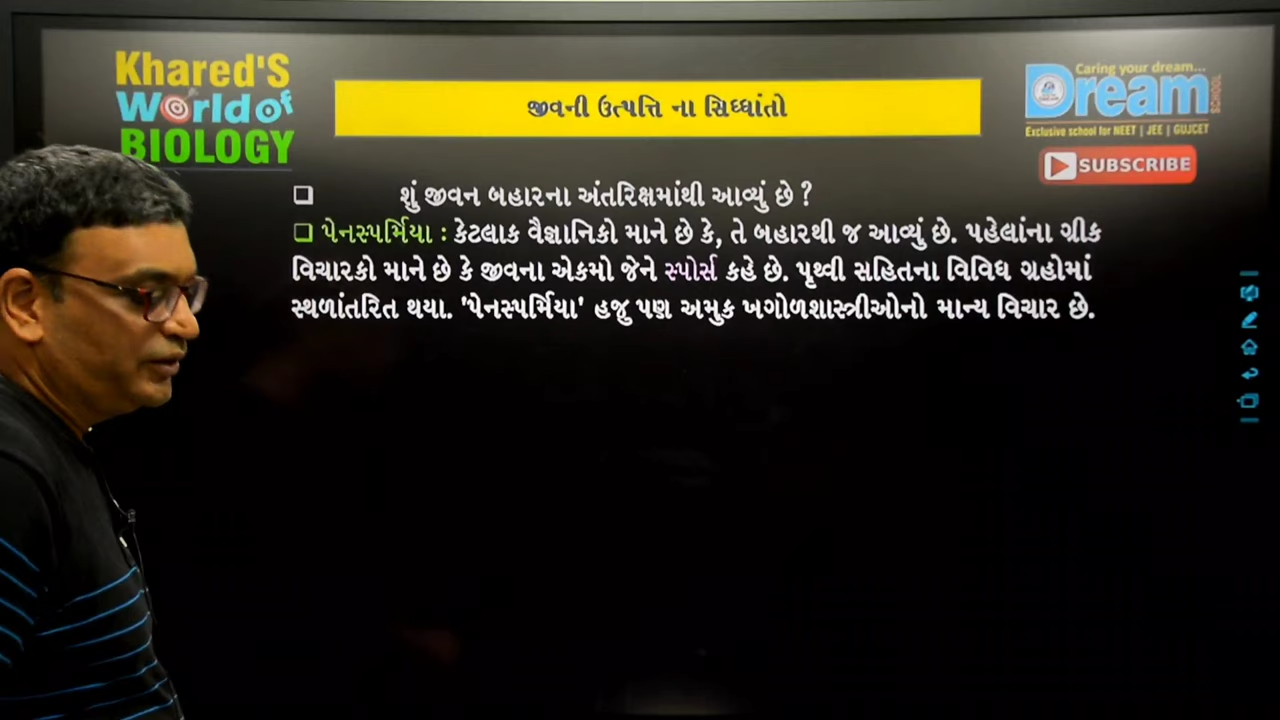 Khared'S
World of
BIOLOGY
જીવની ઉત્પત્તિ ના સિધ્ધાંતો
Caring your dream...
Dream
SCHOOL
Exclusive school for NEET | JEE | GUJCET
SUBSCRIBE
શું જીવન બહારના અંતરિક્ષમાંથી આવ્યું છે ?
પેનસ્પર્મિયા : કેટલાક વૈજ્ઞાનિકો માને છે કે, તે બહારથી જ આવ્યું છે. પહેલાંના ગ્રીક
વિચારકો માને છે કે જીવના એકમો જેને સ્પોર્સ કહે છે. પૃથ્વી સહિતના વિવિધ ગ્રહોમાં
સ્થળાંતરિત થયા. 'પેનસ્પર્મિયા' હજુ પણ અમુક ખગોળશાસ્ત્રીઓનો માન્ય વિચાર છે.